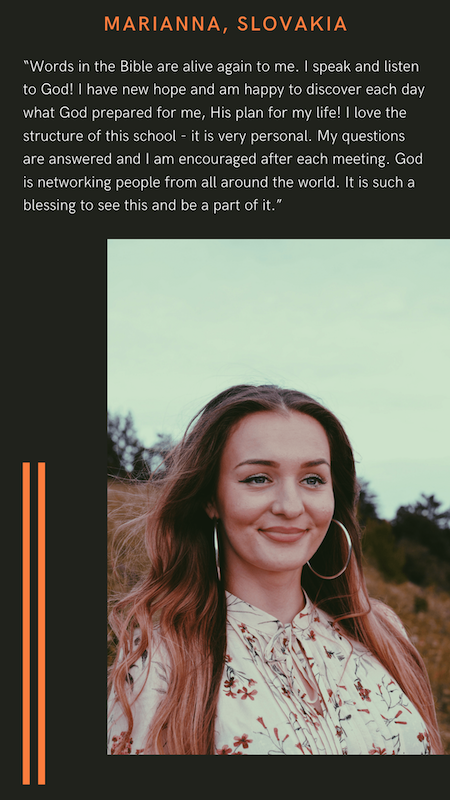 MARIANNA, SLOVAKIA
“Words in the Bible are alive again to me. I speak and listen
to God! I have new hope and am happy to discover each day
what God prepared for me, His plan for my life! I love the
structure of this school - it is very personal. My questions
are answered and I am encouraged after each meeting. God
is networking people from all around the world. It is such a
blessing to see this and be a part of it.”